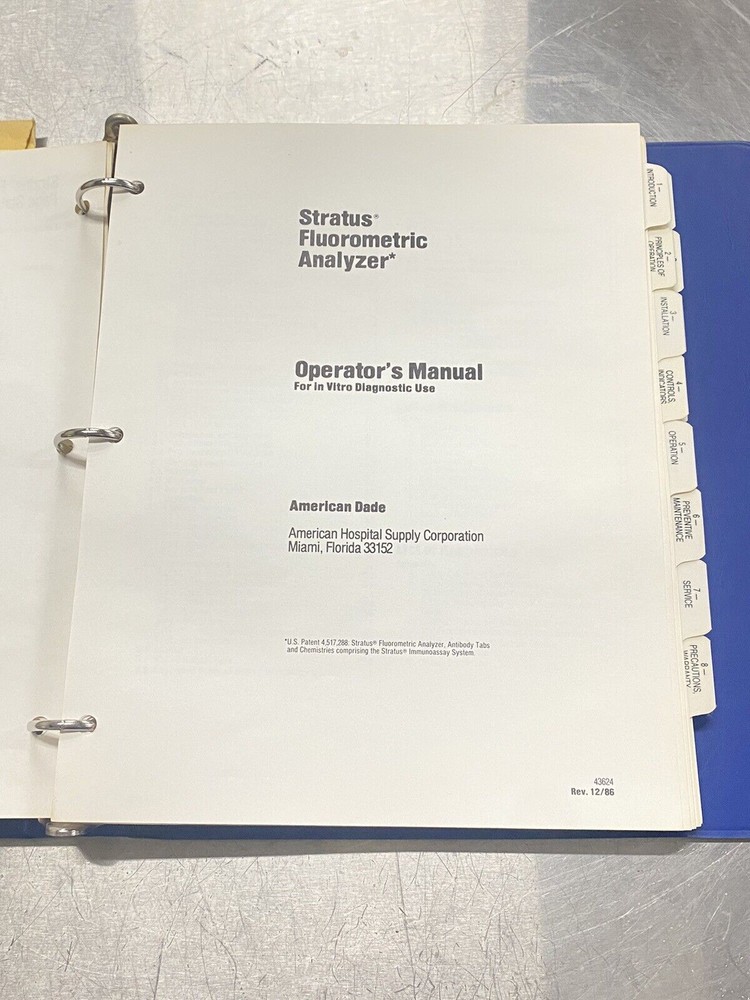 Stratus®
Fluorometric
Analyzer*
Operator's Manual
For in Vitro Diagnostic Use
American Dade
American Hospital Supply Corporation
Miami, Florida 33152
*U.S. Patent 4,517,288: Stratus® Fluorometric Analyzer, Antibody Tabs
and Chemistries comprising the Stratus® Immunoassay System.
43624
Rev. 12/86
1 –
INTRODUCTION
2 –
PRINCIPLES OF
OPERATION
3 –
INSTALLATION
4 –
CONTROLS,
INDICATORS
5 –
OPERATION
6 –
PREVENTIVE
MAINTENANCE
7 –
SERVICE
8 –
PRECAUTIONS,
WARRANTY